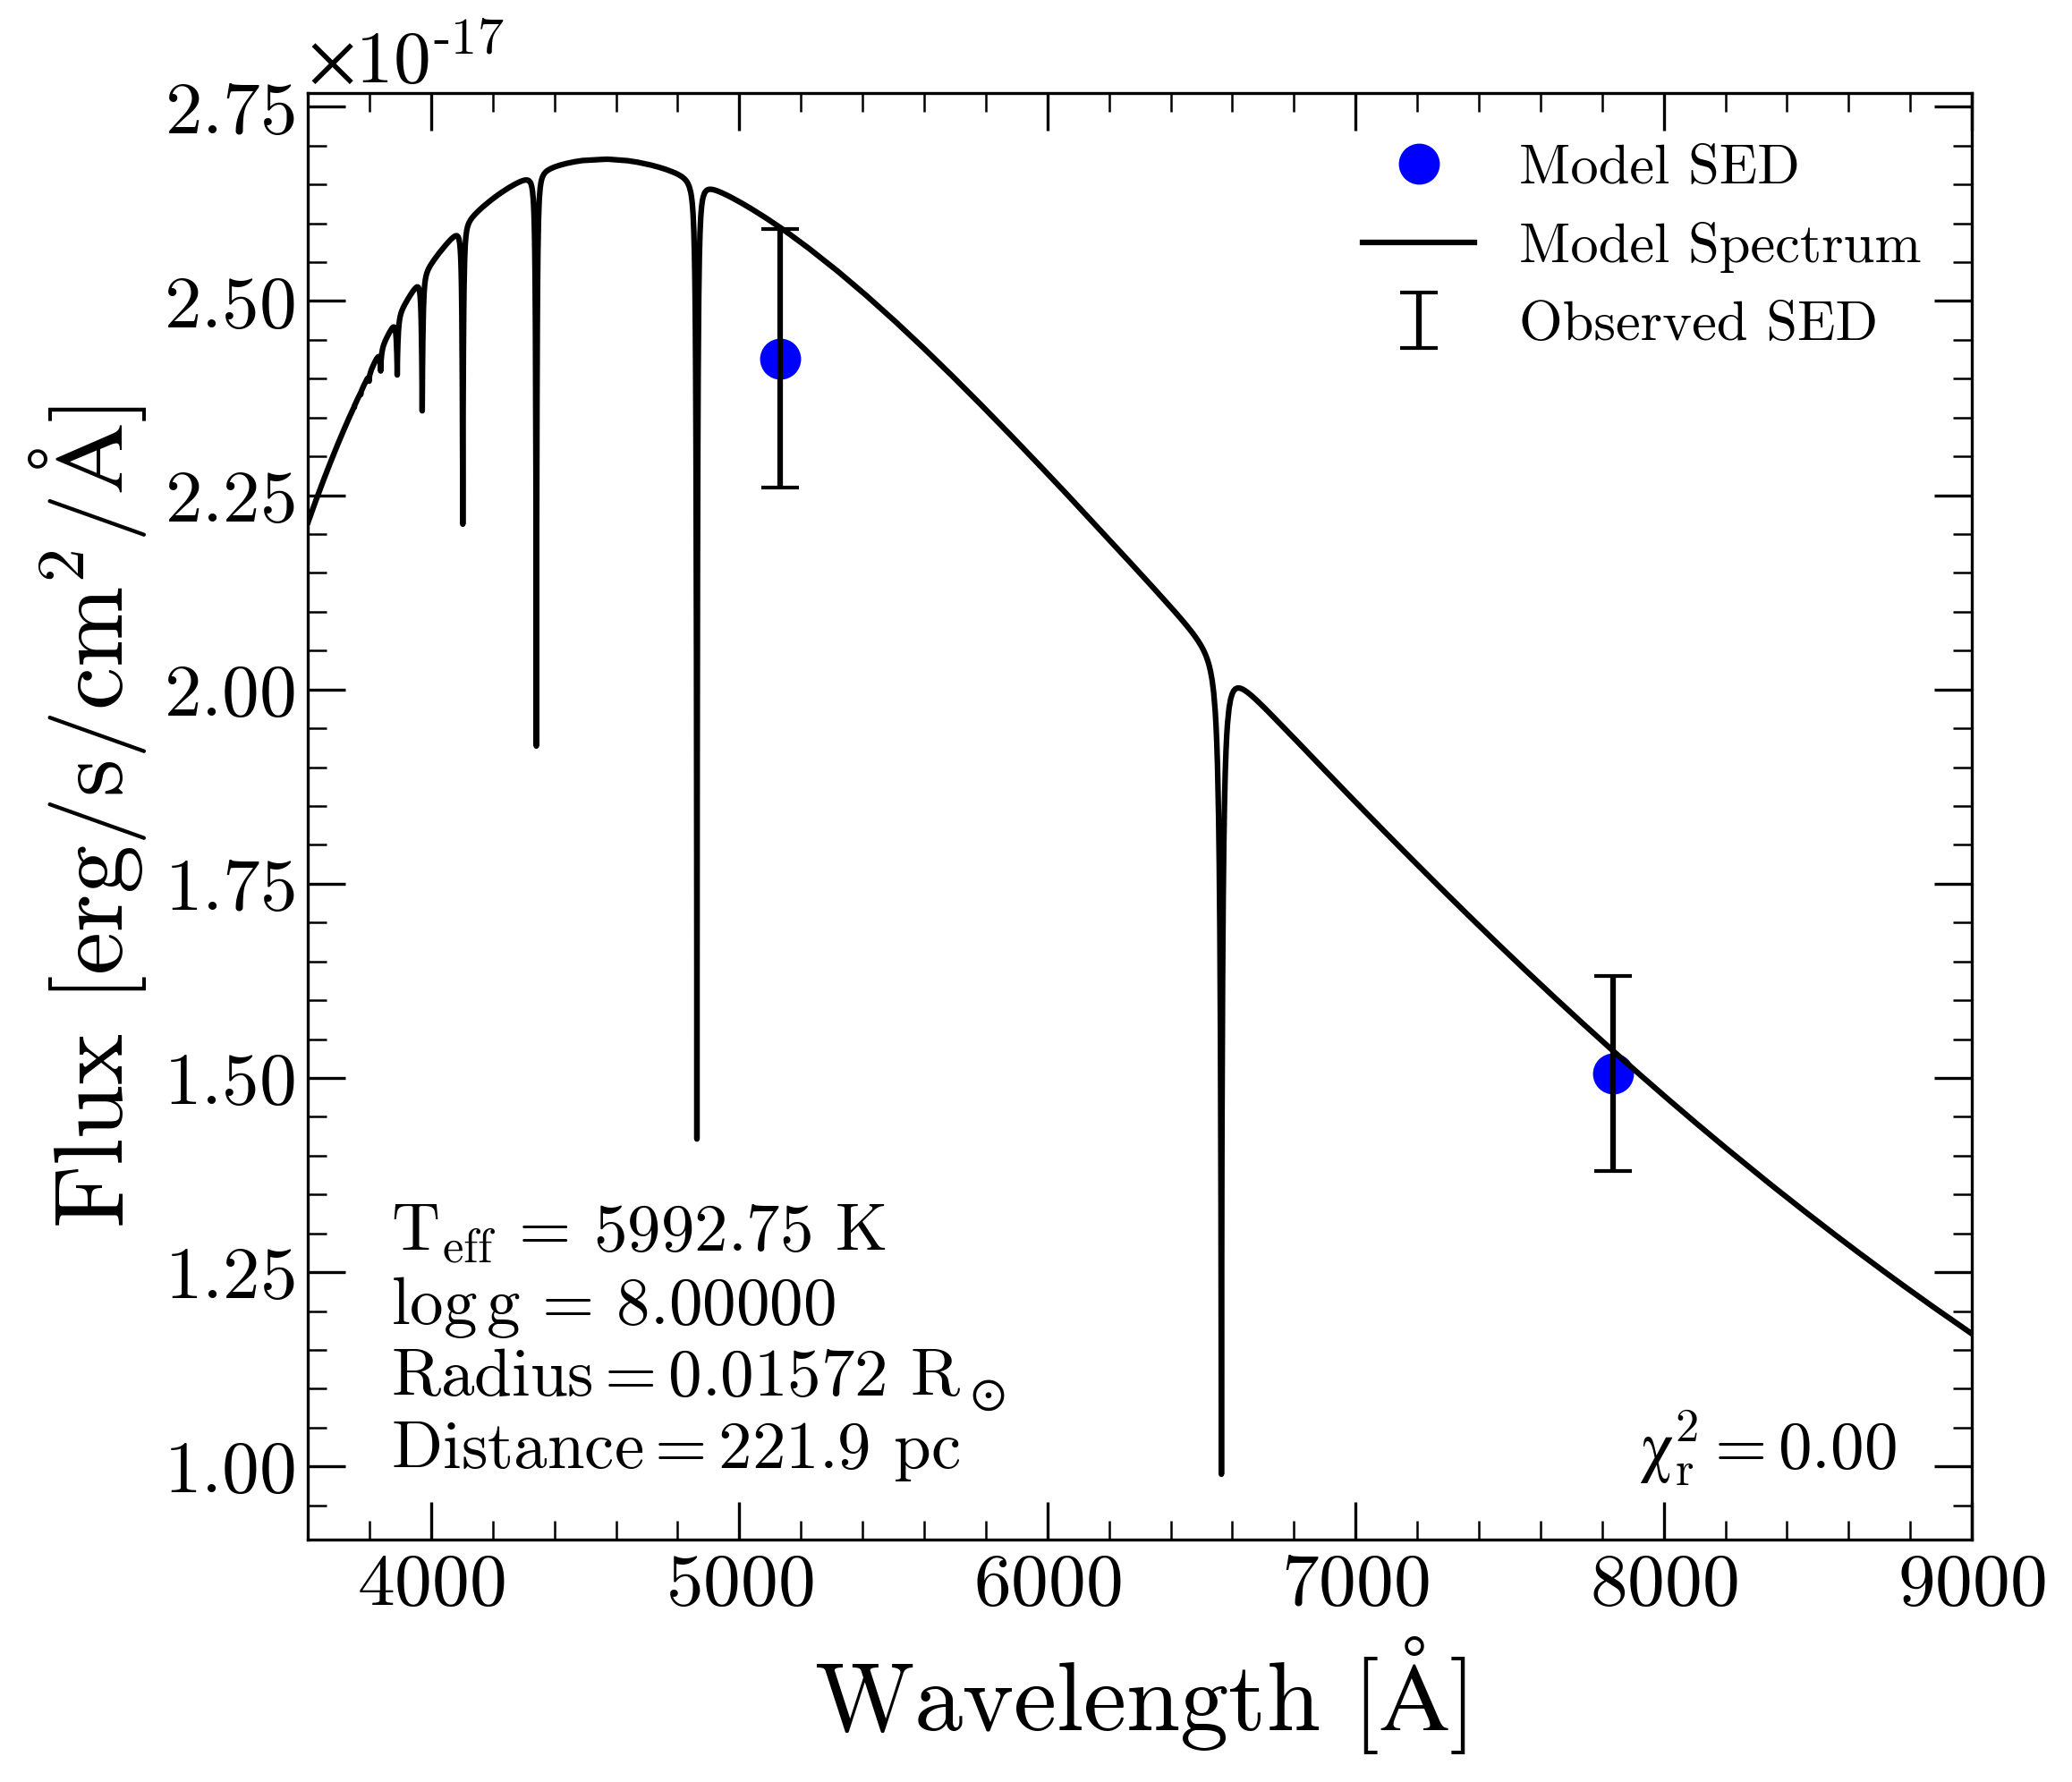 ×10-17
2.75
2.50
2.25
2.00
1.75
1.50
1.25
1.00
Flux [erg/s/cm2/Å]
Model SED
Model Spectrum
Observed SED
Teff = 5992.75 K
log g = 8.00000
Radius = 0.01572 R⊙
Distance = 221.9 pc
χ2r = 0.00
4000 5000 6000 7000 8000 9000
Wavelength [Å]